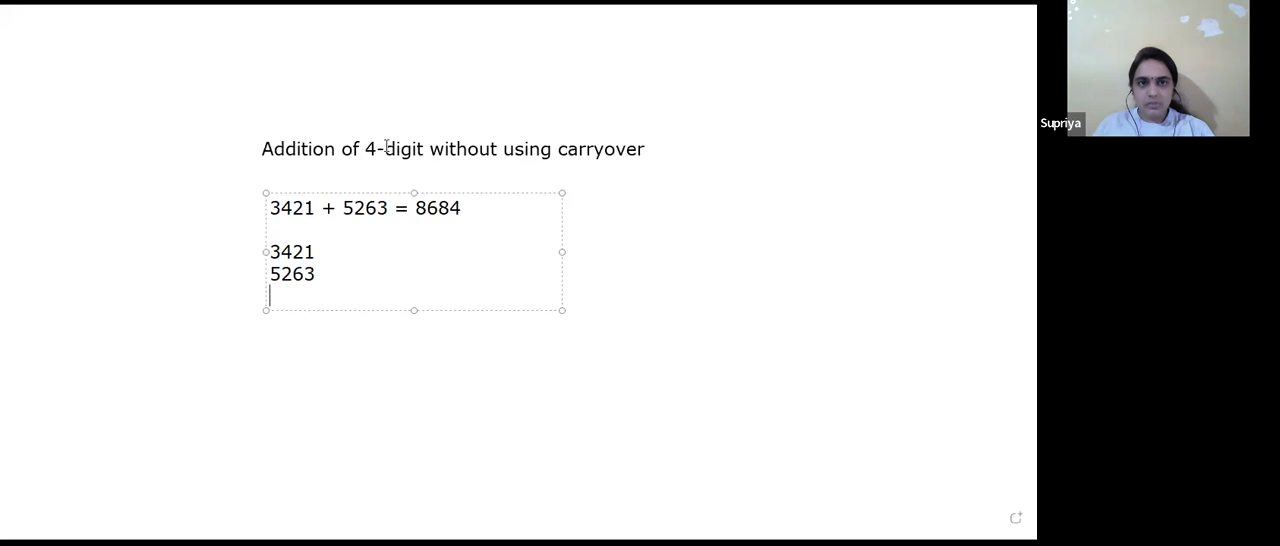 Addition of 4-digit without using carryover
3421 + 5263 = 8684
3421
5263
Supriya